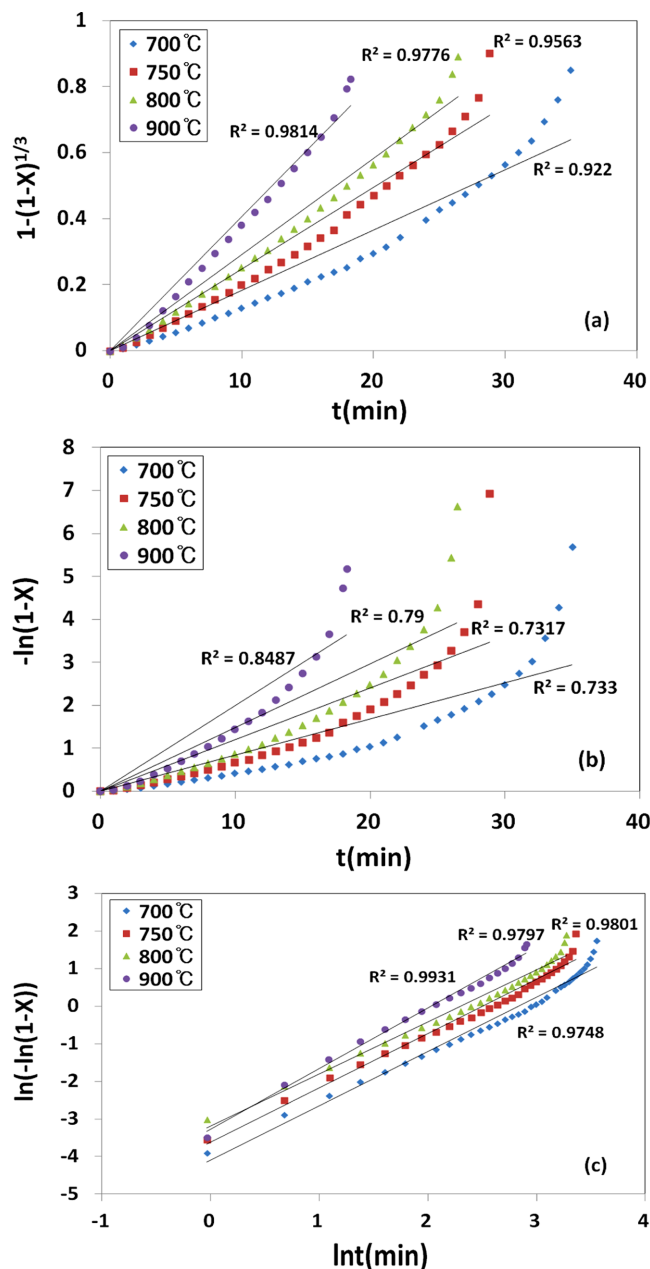 1
0.8
0.6
0.4
0.2
0
1-(1-X)^1/3
700℃
750℃
800℃
900℃
R² = 0.9776
R² = 0.9563
R² = 0.9814
R² = 0.922
(a)
0 10 20 30 40
t(min)
8
7
6
5
4
3
2
1
0
-ln(1-X)
700℃
750℃
800℃
900℃
R² = 0.79
R² = 0.7317
R² = 0.8487
R² = 0.733
(b)
0 10 20 30 40
t(min)
3
2
1
0
-1
-2
-3
-4
-5
ln(-ln(1-X))
700℃
750℃
800℃
900℃
R² = 0.9801
R² = 0.9797
R² = 0.9931
R² = 0.9748
(c)
-1 0 1 2 3 4
lnt(min)